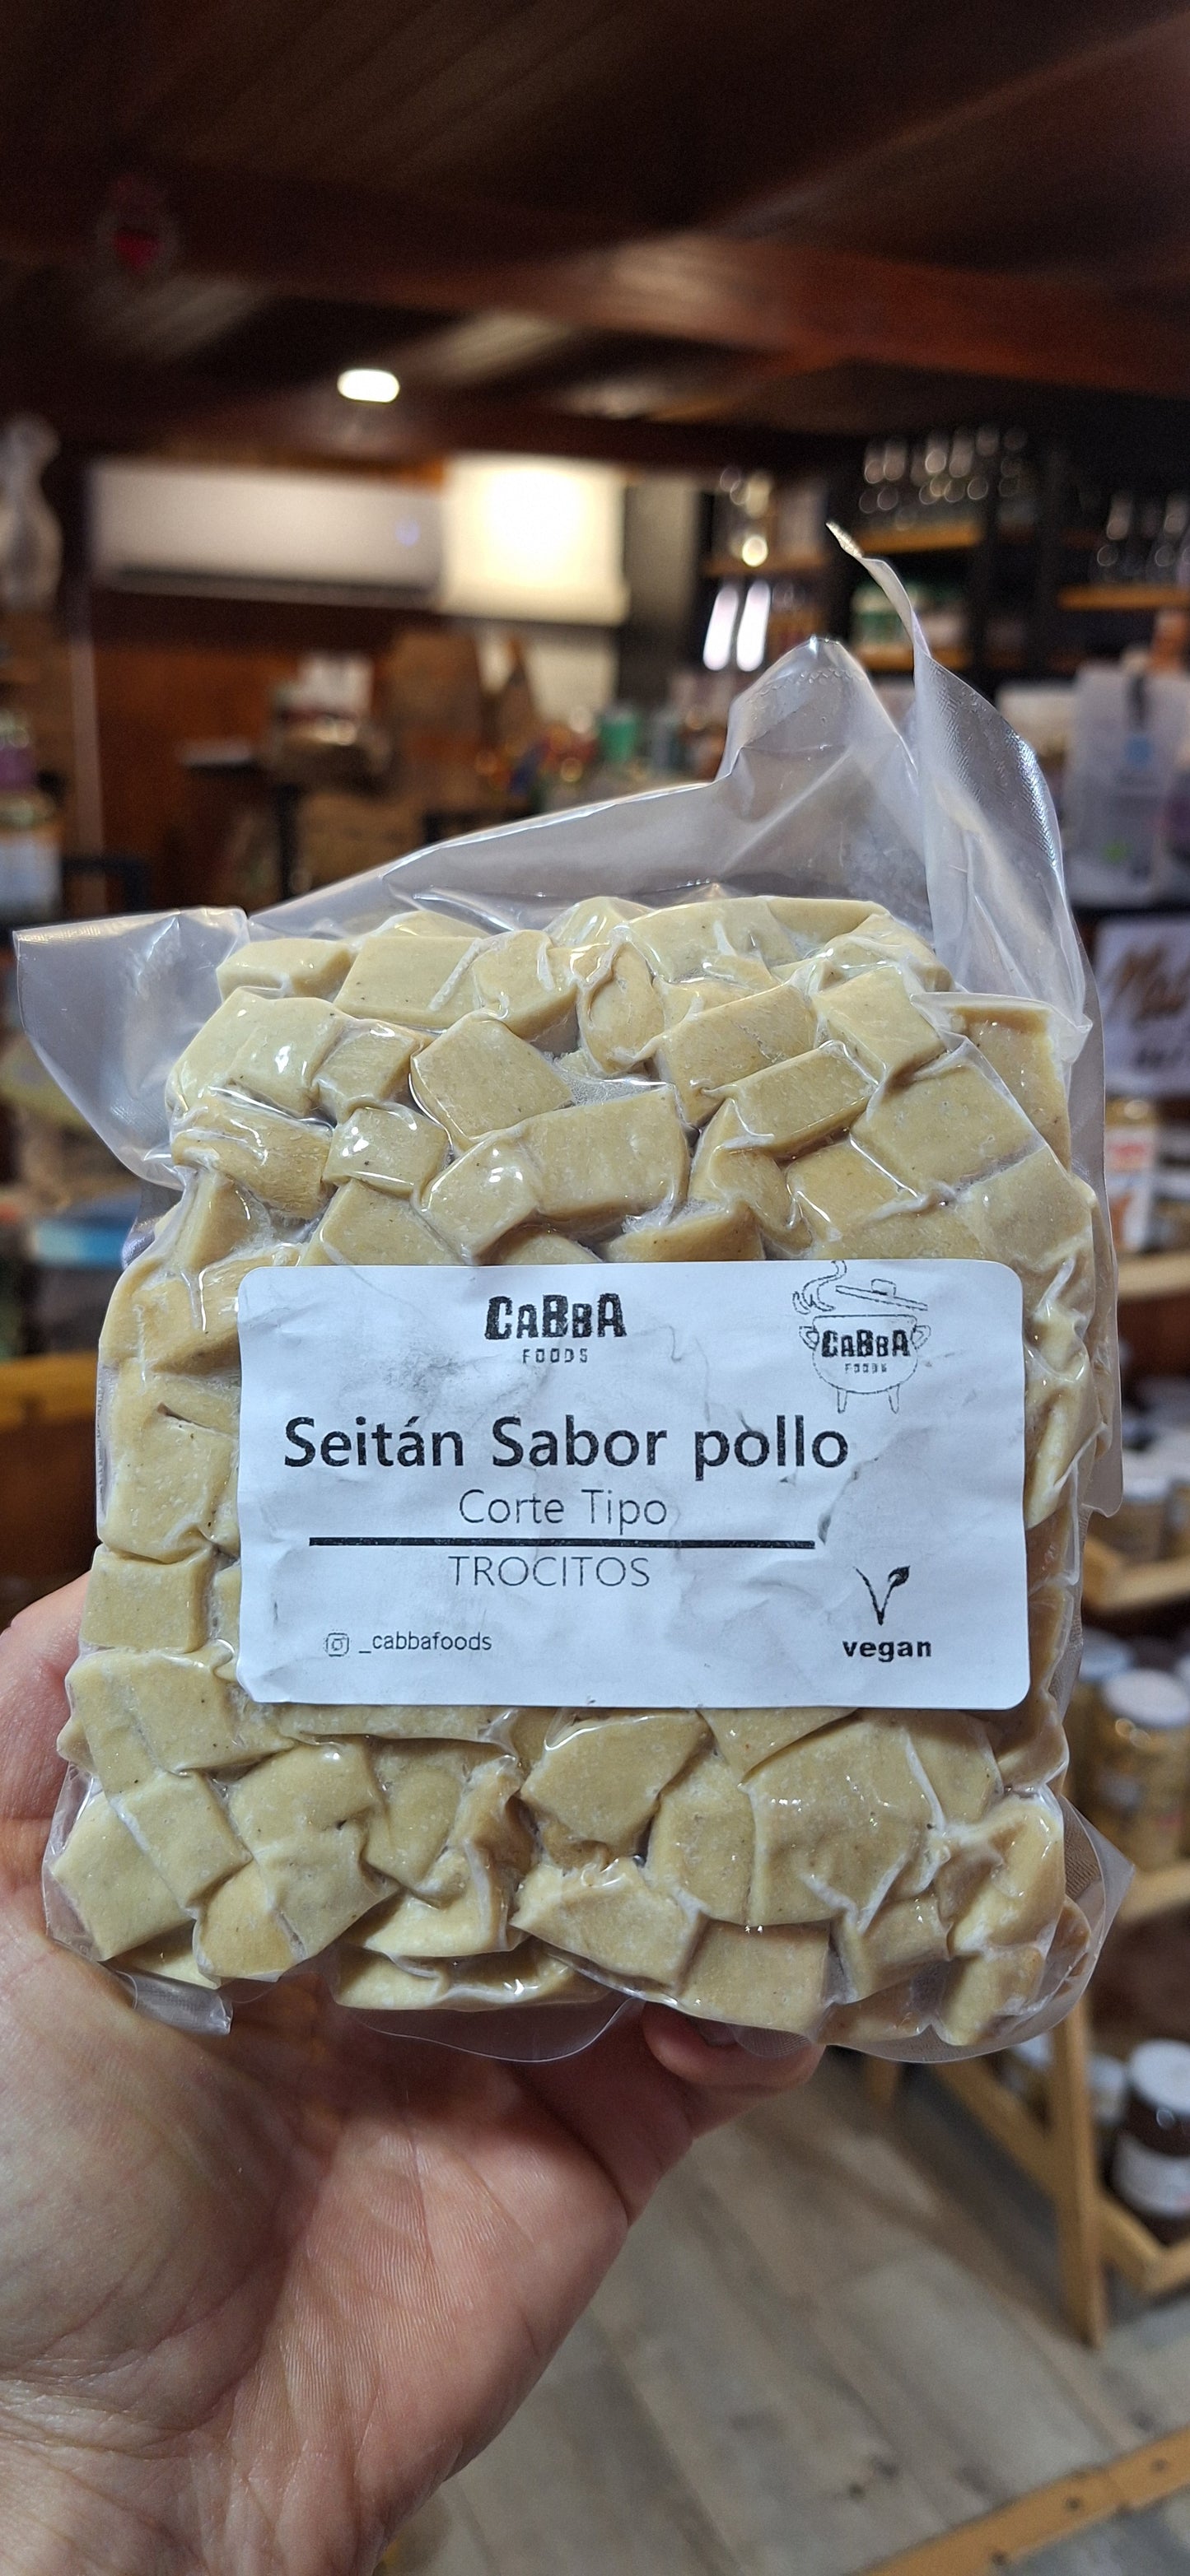 CaBBA
FOODS
CaBBA
FOODS
Seitán Sabor pollo
Corte Tipo
TROCITOS
_cabbafoods
vegan